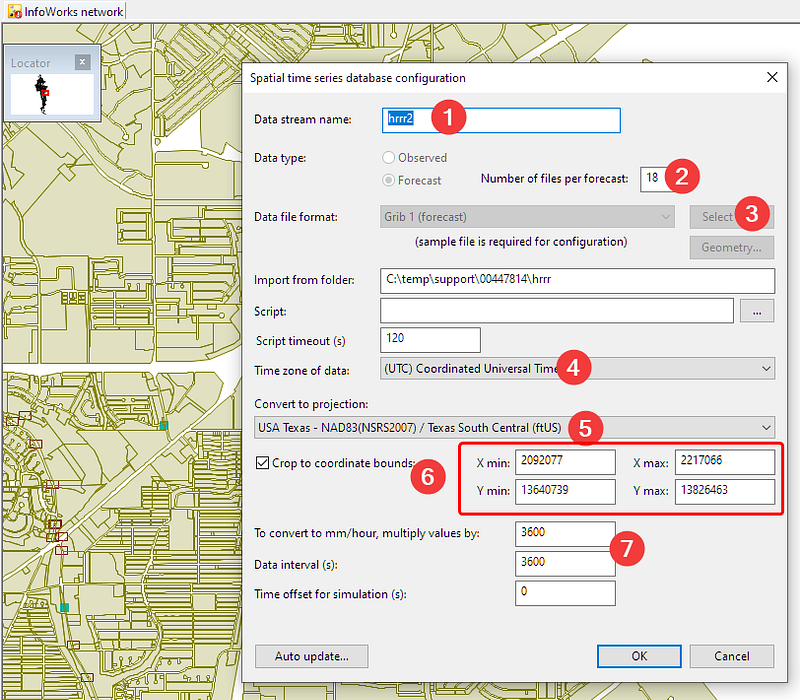 InfoWorks network
Locator x
Spatial time series database configuration
Data stream name: hrrr2 1
Data type: Observed
Forecast Number of files per forecast: 18 2
Data file format: Grib 1 (forecast) Select 3
(sample file is required for configuration) Geometry...
Import from folder: C:\temp\support\00447814\hrrr
Script: ...
Script timeout (s) 120
Time zone of data: (UTC) Coordinated Universal Time 4
Convert to projection:
USA Texas - NAD83(NSRS2007) / Texas South Central (ftUS) 5
Crop to coordinate bounds: 6 X min: 2092077 X max: 2217066
Y min: 13640739 Y max: 13826463
To convert to mm/hour, multiply values by: 3600
7
Data interval (s): 3600
Time offset for simulation (s): 0
Auto update... OK Cancel